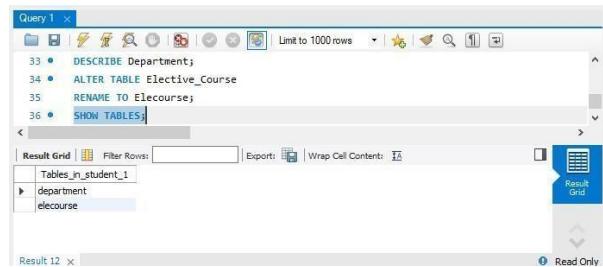 Query 1 ×
Limit to 1000 rows
33 DESCRIBE Department;
34 ALTER TABLE Elective_Course
35 RENAME TO Elecourse;
36 SHOW TABLES;
Result Grid Filter Rows: Export: Wrap Cell Content: IA
Tables_in_student_1
department
elecourse
Result Grid
Result 12 × Read Only